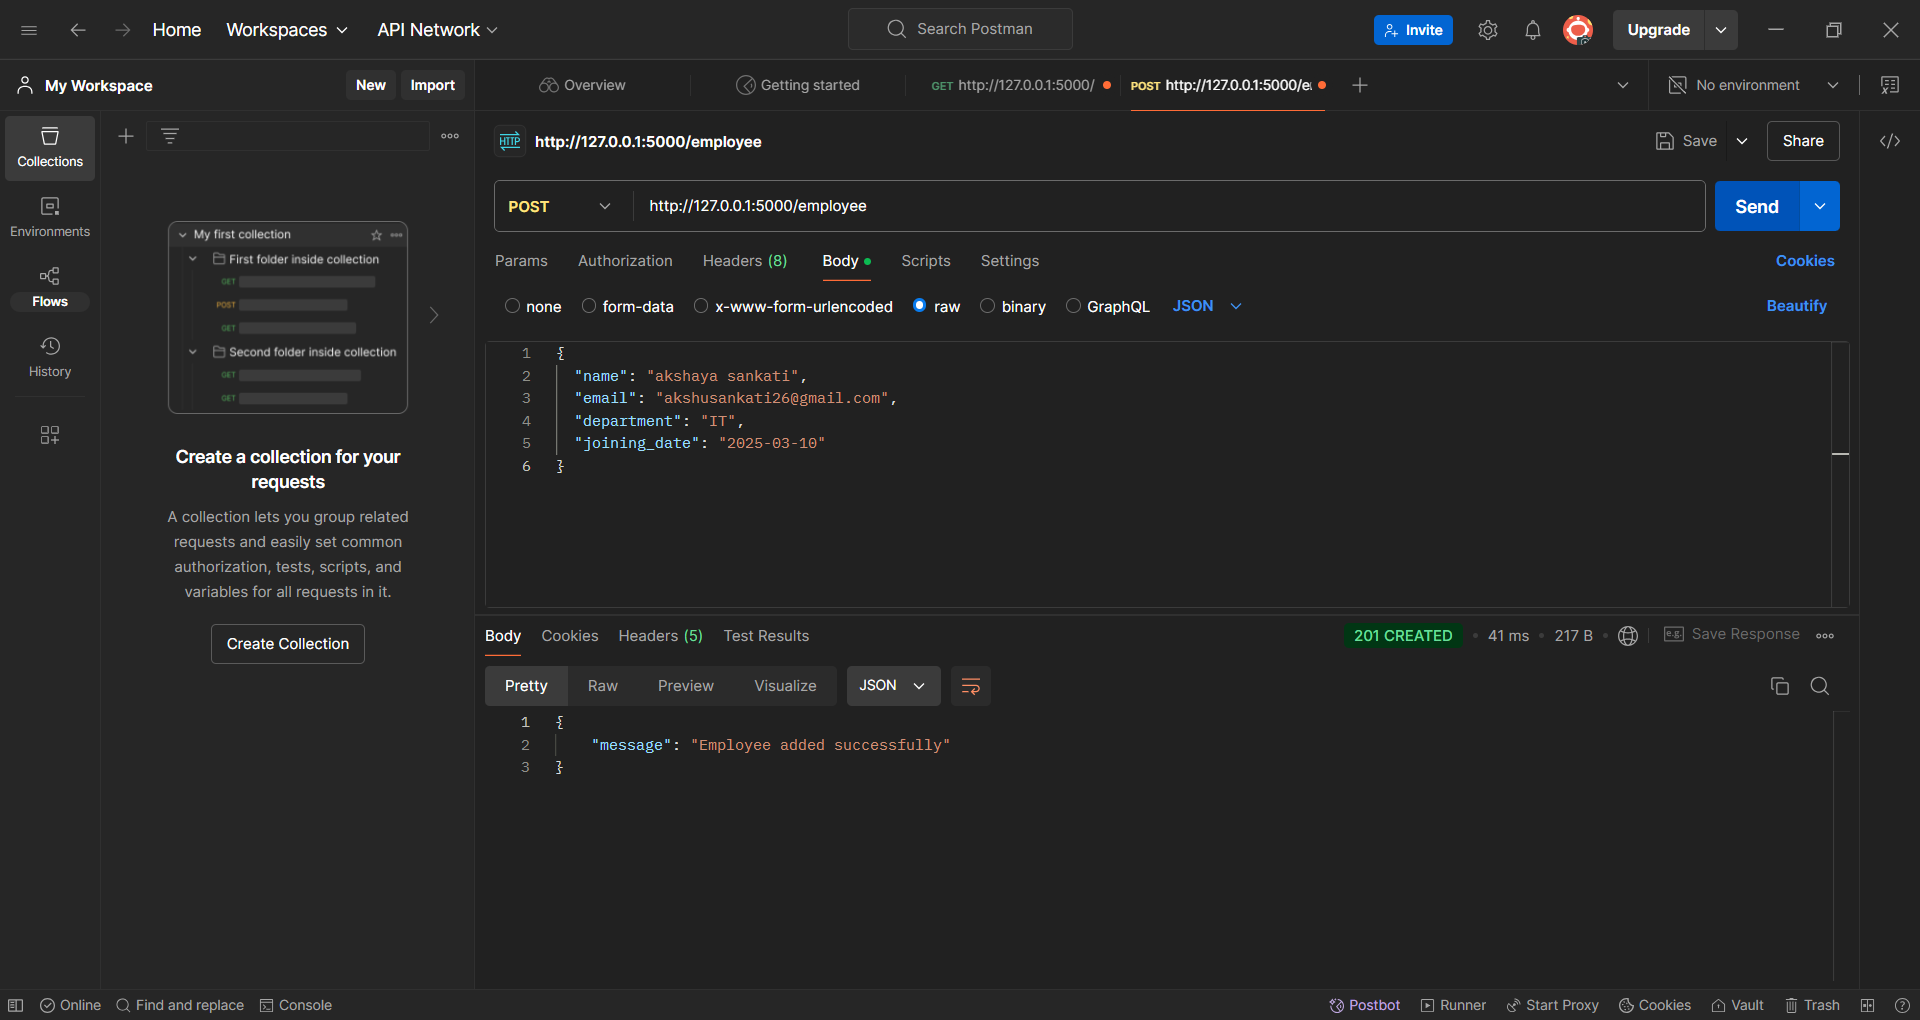 Home Workspaces API Network Search Postman Invite Upgrade
My Workspace New Import Overview Getting started GET http://127.0.0.1:5000/ POST http://127.0.0.1:5000/e No environment
Collections
Environments
Flows
History
My first collection
First folder inside collection
GET
POST
GET
Second folder inside collection
GET
GET
Create a collection for your
requests
A collection lets you group related
requests and easily set common
authorization, tests, scripts, and
variables for all requests in it.
Create Collection
HTTP http://127.0.0.1:5000/employee Save Share </>
POST http://127.0.0.1:5000/employee Send
Params Authorization Headers (8) Body Scripts Settings Cookies
none form-data x-www-form-urlencoded raw binary GraphQL JSON Beautify
1 {
2 "name": "akshaya sankati",
3 "email": "akshusankati26@gmail.com",
4 "department": "IT",
5 "joining_date": "2025-03-10"
6 }
Body Cookies Headers (5) Test Results 201 CREATED 41 ms 217 B e.g. Save Response
Pretty Raw Preview Visualize JSON
1 {
2 "message": "Employee added successfully"
3 }
Online Find and replace Console Postbot Runner Start Proxy Cookies Vault Trash